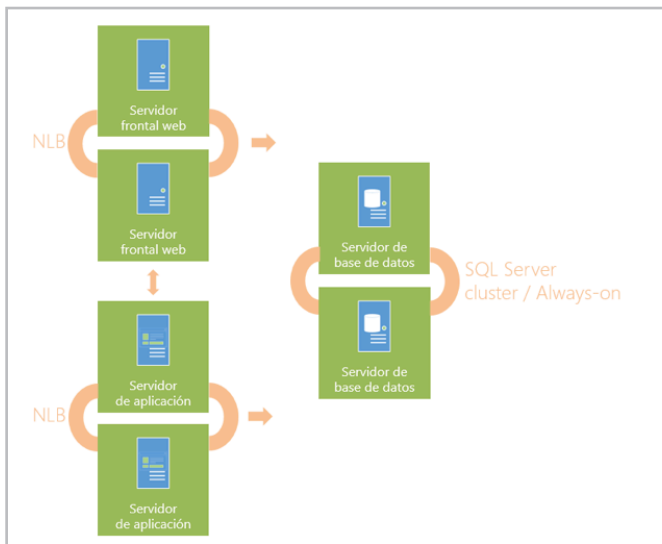 Servidor
frontal web
NLB
Servidor
frontal web
Servidor de
base de datos
SQL Server
cluster / Always-on
Servidor de
base de datos
Servidor
de aplicación
NLB
Servidor
de aplicación